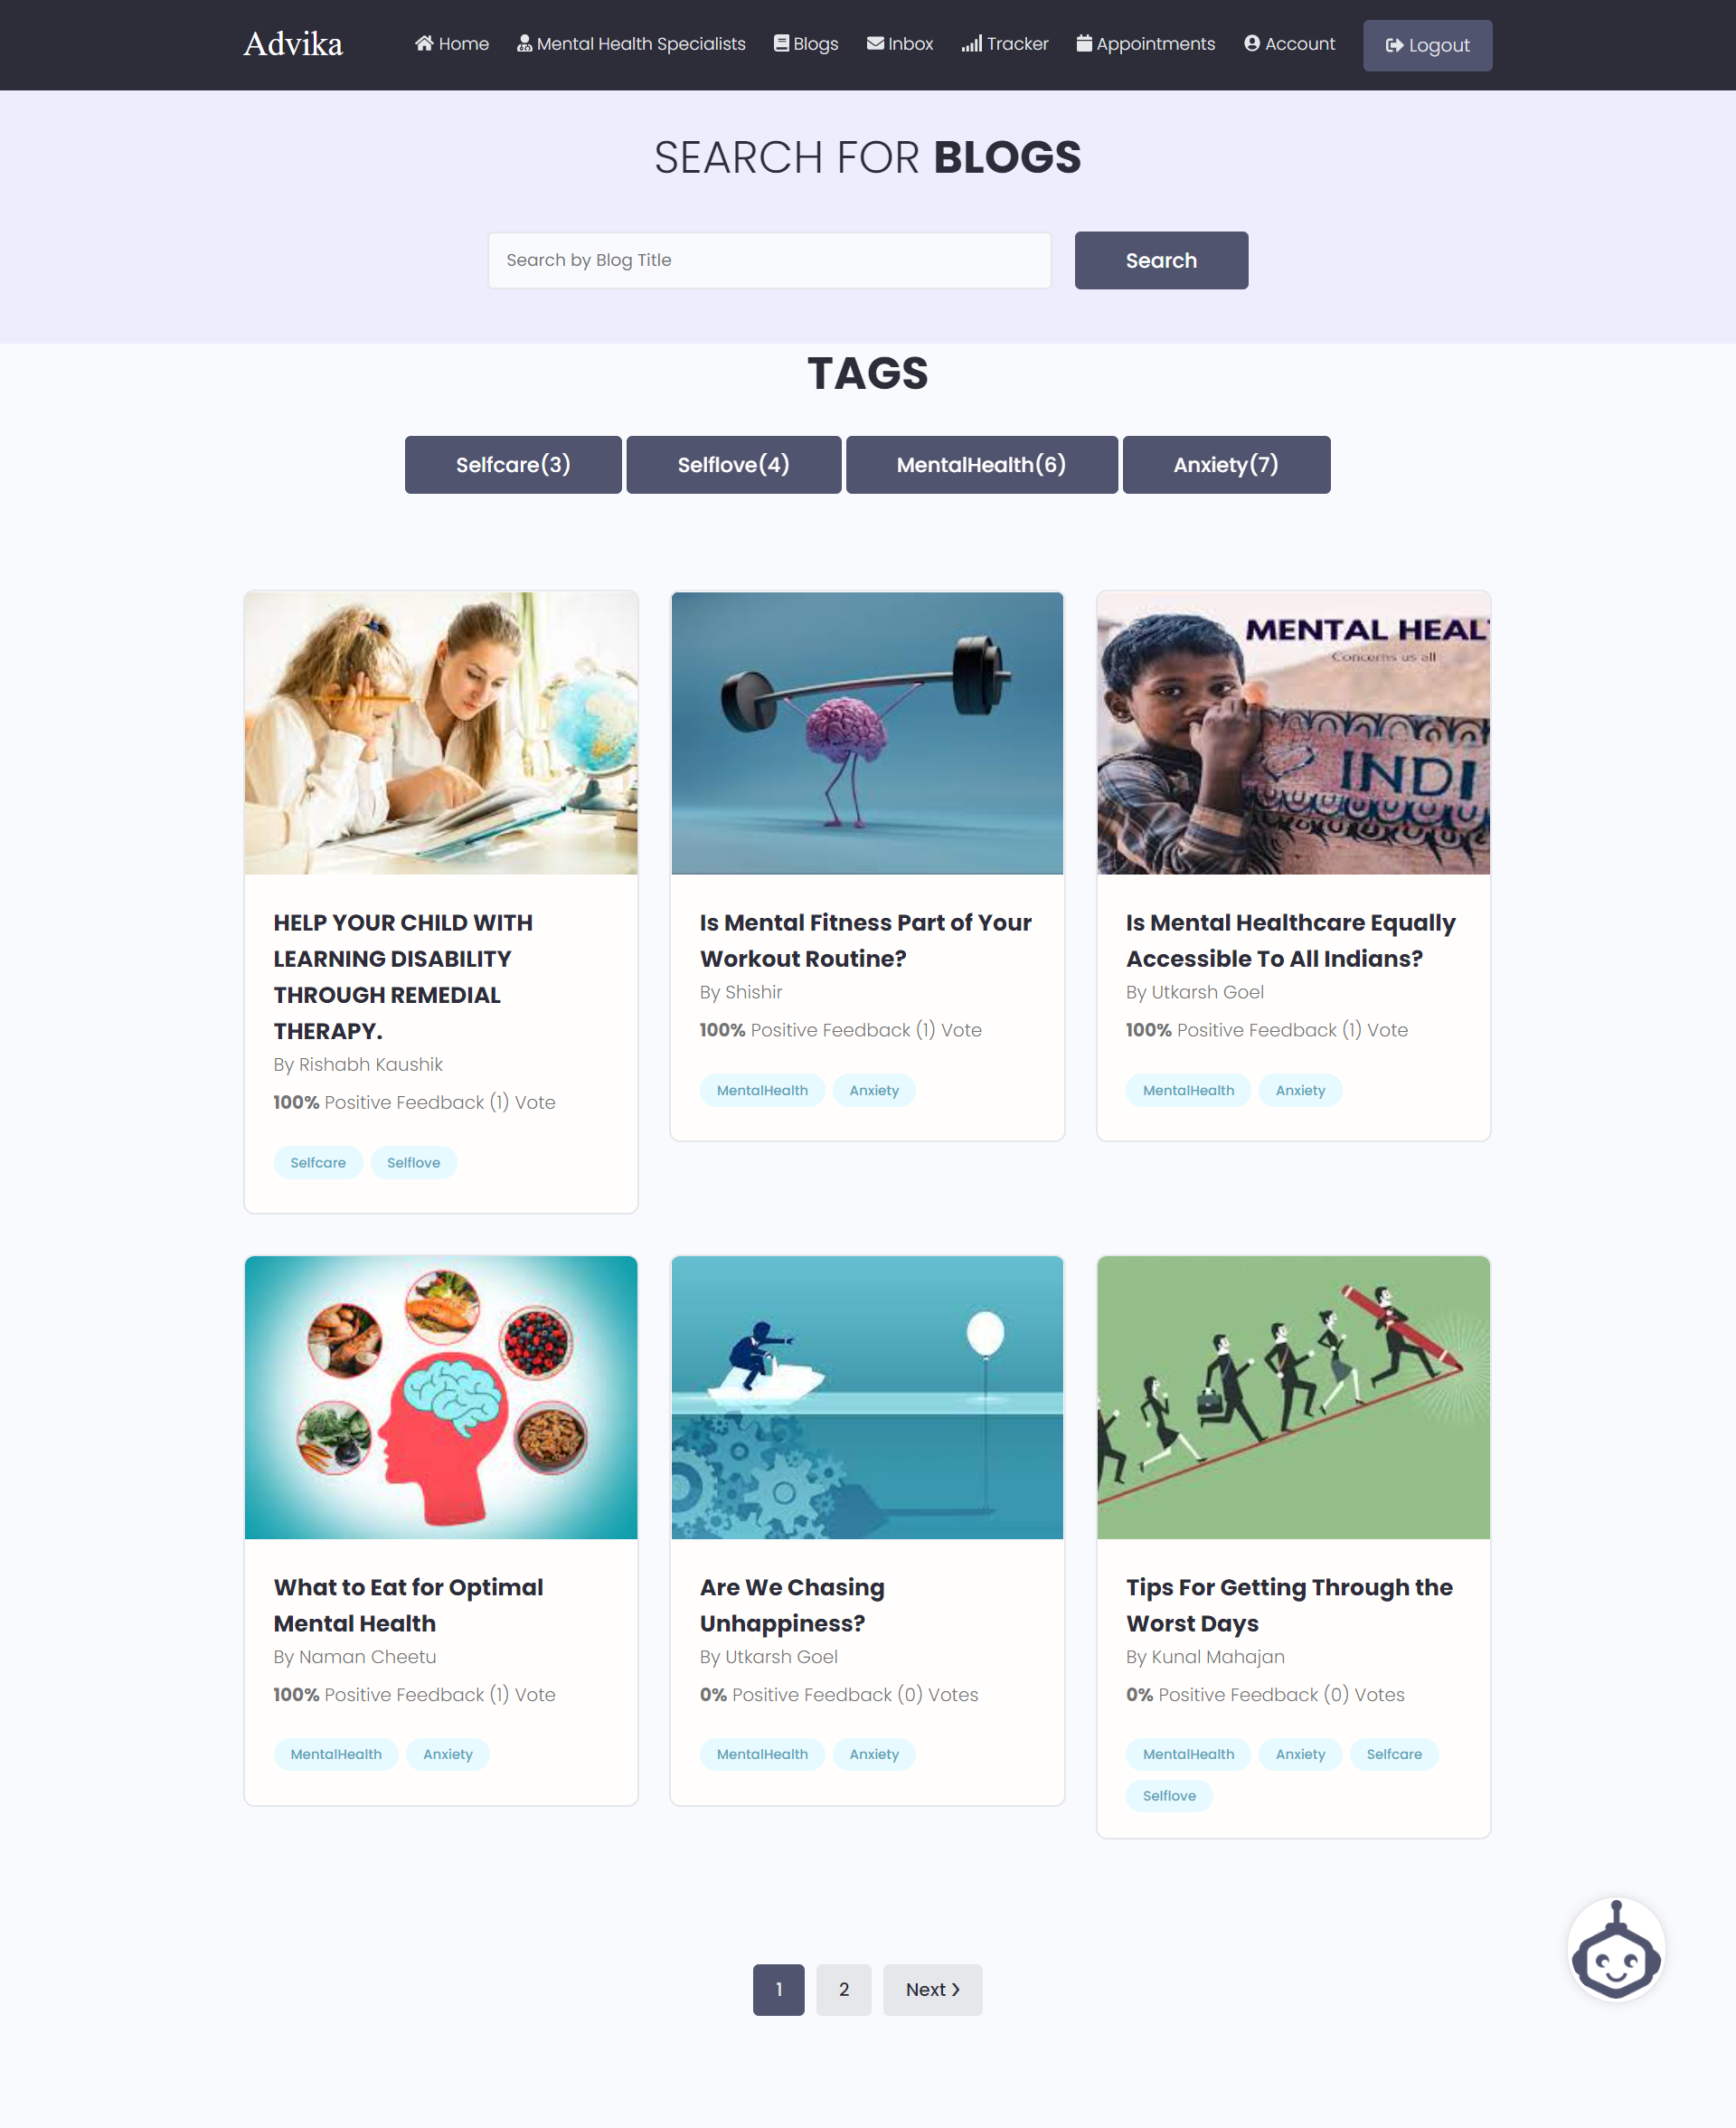 Advika
Home
Mental Health Specialists
Blogs
Inbox
Tracker
Appointments
Account
Logout
SEARCH FOR BLOGS
Search by Blog Title
Search
TAGS
Selfcare(3)
Selflove(4)
MentalHealth(6)
Anxiety(7)
MENTAL HEAL
Concerns us all
INDI
HELP YOUR CHILD WITH
LEARNING DISABILITY
THROUGH REMEDIAL
THERAPY.
By Rishabh Kaushik
100% Positive Feedback (1) Vote
Selfcare
Selflove
Is Mental Fitness Part of Your
Workout Routine?
By Shishir
100% Positive Feedback (1) Vote
MentalHealth
Anxiety
Is Mental Healthcare Equally
Accessible To All Indians?
By Utkarsh Goel
100% Positive Feedback (1) Vote
MentalHealth
Anxiety
What to Eat for Optimal
Mental Health
By Naman Cheetu
100% Positive Feedback (1) Vote
MentalHealth
Anxiety
Are We Chasing
Unhappiness?
By Utkarsh Goel
0% Positive Feedback (0) Votes
MentalHealth
Anxiety
Tips For Getting Through the
Worst Days
By Kunal Mahajan
0% Positive Feedback (0) Votes
MentalHealth
Anxiety
Selfcare
Selflove
1
2
Next ❯